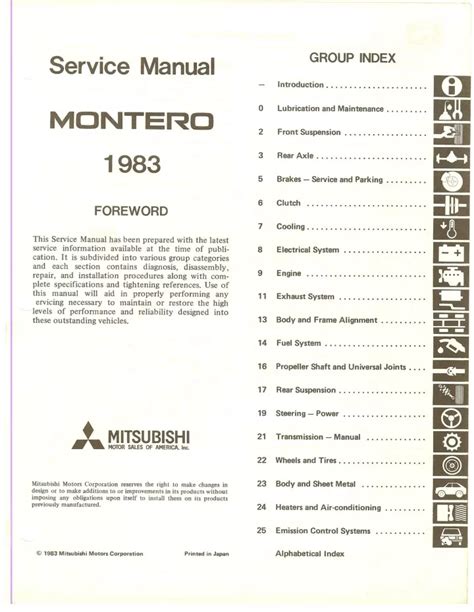 Service Manual
MONTERO
1983
FOREWORD
This Service Manual has been prepared with the latest
service information available at the time of publi-
cation. It is subdivided into various group categories
and each section contains diagnosis, disassembly,
repair, and installation procedures along with com-
plete specifications and tightening references. Use of
this manual will aid in properly performing any
ervicing necessary to maintain or restore the high
levels of performance and reliability designed into
these outstanding vehicles.
MITSUBISHI
MOTOR SALES OF AMERICA, Inc.
Mitsubishi Motors Corporation reserves the right to make changes in
design or to make additions to or improvements in its products without
imposing any obligations upon itself to install them on its products
previously manufactured.
© 1983 Mitsubishi Motors Corporation Printed in Japan
GROUP INDEX
— Introduction
0 Lubrication and Maintenance
2 Front Suspension
3 Rear Axle
5 Brakes — Service and Parking
6 Clutch
7 Cooling
8 Electrical System
9 Engine
11 Exhaust System
13 Body and Frame Alignment
14 Fuel System
16 Propeller Shaft and Universal Joints
17 Rear Suspension
19 Steering — Power
21 Transmission — Manual
22 Wheels and Tires
23 Body and Sheet Metal
24 Heaters and Air-conditioning
25 Emission Control Systems
Alphabetical Index